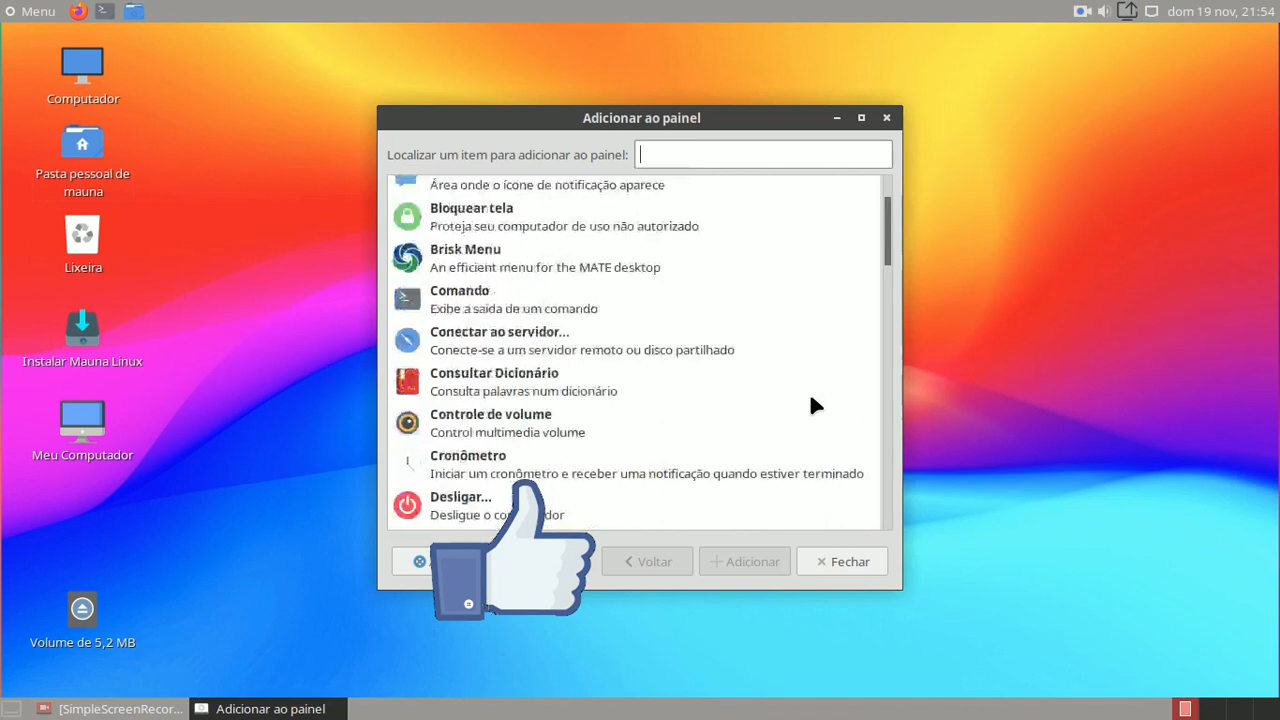 Menu
dom 19 nov, 21:54
Computador
Pasta pessoal de
mauna
Lixeira
Instalar Mauna Linux
Meu Computador
Volume de 5,2 MB
Adicionar ao painel
Localizar um item para adicionar ao painel:
Área onde o ícone de notificação aparece
Bloquear tela
Proteja seu computador de uso não autorizado
Brisk Menu
An efficient menu for the MATE desktop
Comando
Exibe a saída de um comando
Conectar ao servidor...
Conecte-se a um servidor remoto ou disco partilhado
Consultar Dicionário
Consulta palavras num dicionário
Controle de volume
Control multimedia volume
Cronômetro
Iniciar um cronômetro e receber uma notificação quando estiver terminado
Desligar...
Desligue o
Voltar
Adicionar
Fechar
[SimpleScreenRecor...
Adicionar ao painel